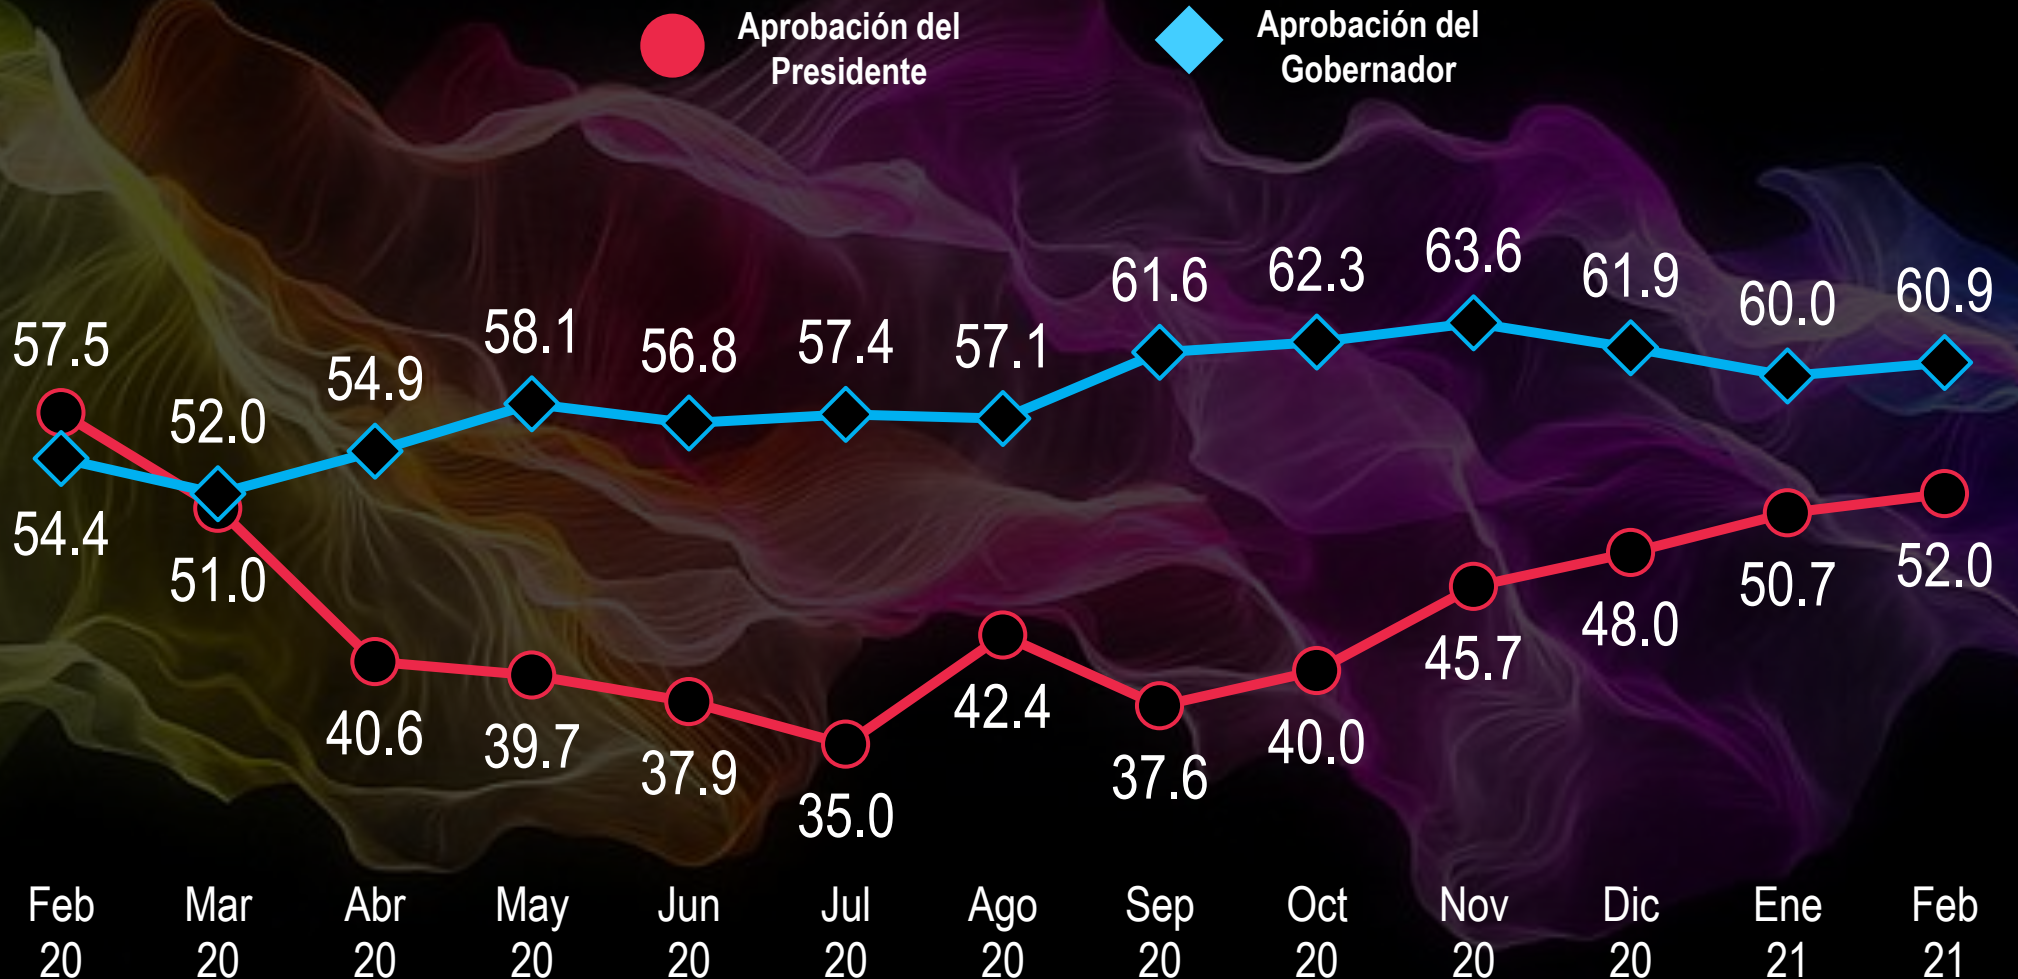 Aprobación del
Presidente
Aprobación del
Gobernador
57.5
52.0
54.9
58.1
56.8
57.4
57.1
61.6
62.3
63.6
61.9
60.0
60.9
54.4
51.0
40.6
39.7
37.9
35.0
42.4
37.6
40.0
45.7
48.0
50.7
52.0
Feb
20
Mar
20
Abr
20
May
20
Jun
20
Jul
20
Ago
20
Sep
20
Oct
20
Nov
20
Dic
20
Ene
21
Feb
21